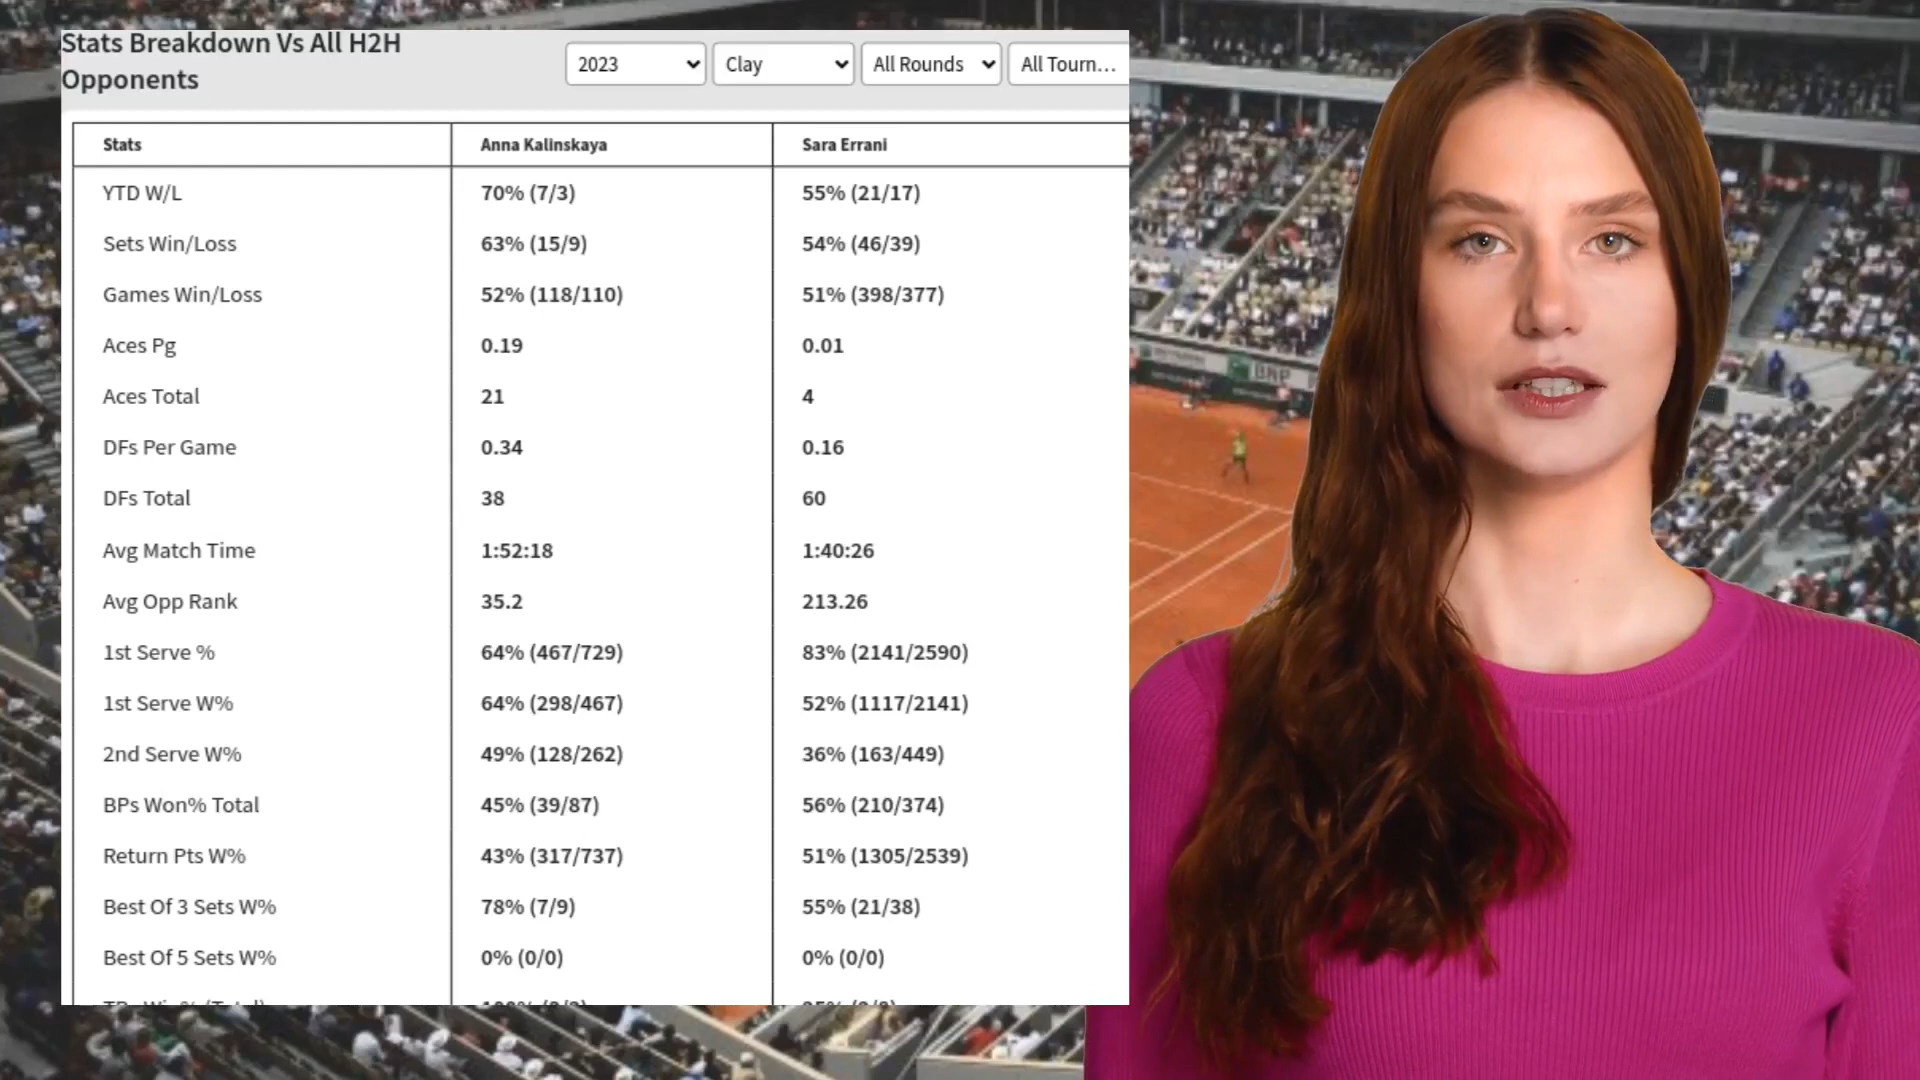 Stats Breakdown Vs All H2H
Opponents
2023
Clay
All Rounds
All Tourn...
Stats Anna Kalinskaya Sara Errani
YTD W/L 70% (7/3) 55% (21/17)
Sets Win/Loss 63% (15/9) 54% (46/39)
Games Win/Loss 52% (118/110) 51% (398/377)
Aces Pg 0.19 0.01
Aces Total 21 4
DFs Per Game 0.34 0.16
DFs Total 38 60
Avg Match Time 1:52:18 1:40:26
Avg Opp Rank 35.2 213.26
1st Serve % 64% (467/729) 83% (2141/2590)
1st Serve W% 64% (298/467) 52% (1117/2141)
2nd Serve W% 49% (128/262) 36% (163/449)
BPs Won% Total 45% (39/87) 56% (210/374)
Return Pts W% 43% (317/737) 51% (1305/2539)
Best Of 3 Sets W% 78% (7/9) 55% (21/38)
Best Of 5 Sets W% 0% (0/0) 0% (0/0)
BNP